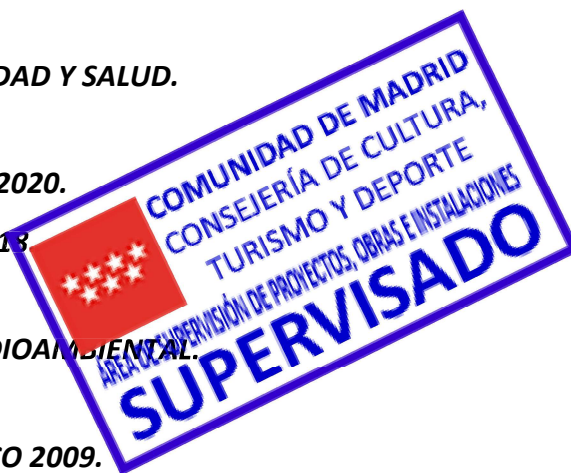 DAD Y SALUD.
2020.
COMUNIDAD DE MADRID
CONSEJERÍA DE CULTURA,
TURISMO Y DEPORTE
ÁREA DE SUPERVISIÓN DE PROYECTOS, OBRAS E INSTALACIONES
SUPERVISADO
DIOAMBIENTAL.
O 2009.